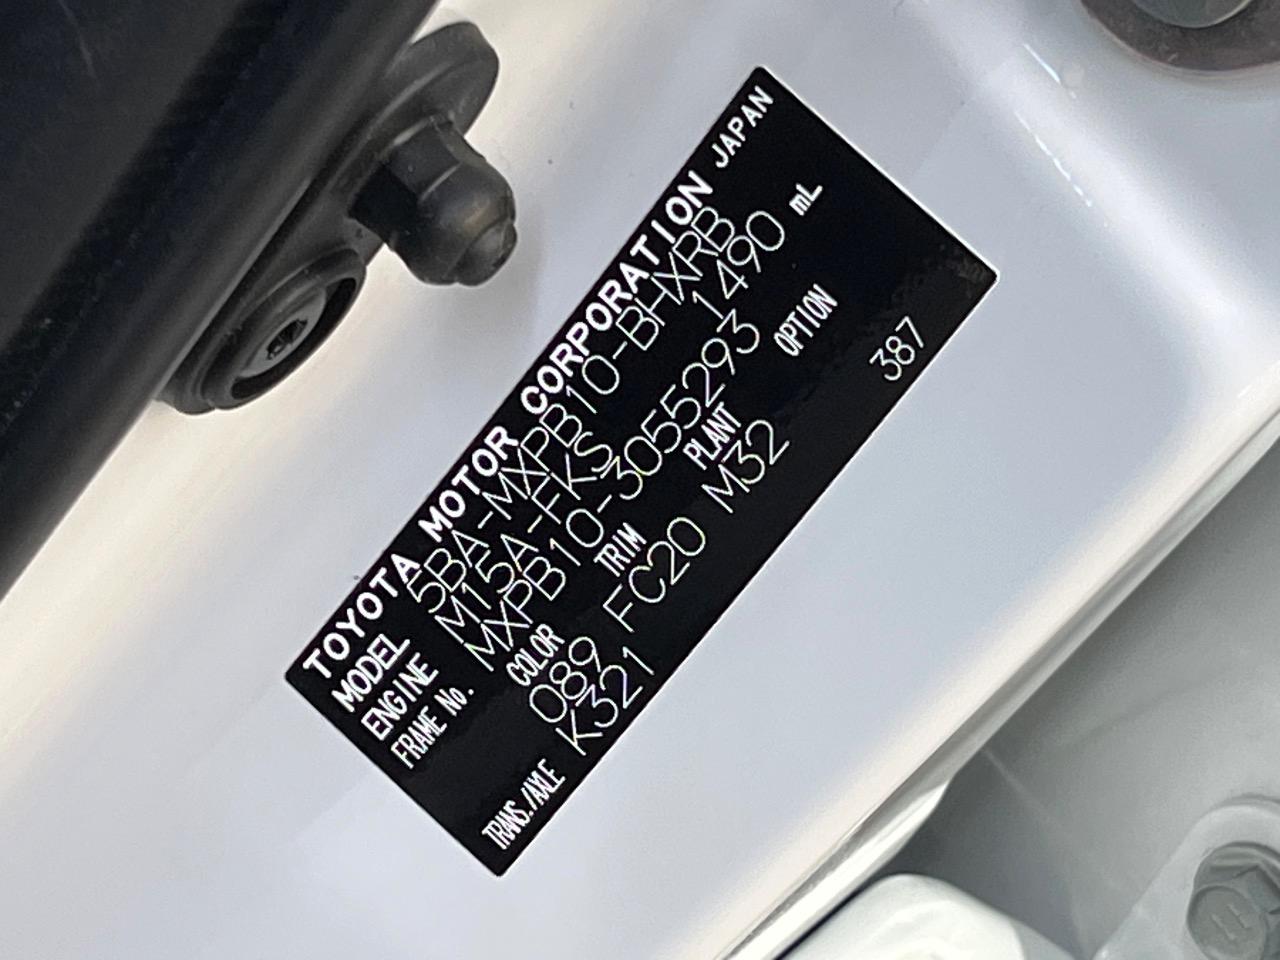 TOYOTA MOTOR CORPORATION JAPAN
MODEL 5BA-MXPB10-BHXRB
ENGINE M15A-FKS 1490 mL
FRAME No. MXPB10-3055293
COLOR TRIM PLANT OPTION
089 FC20 M32
TRANS./AXLE K321 387